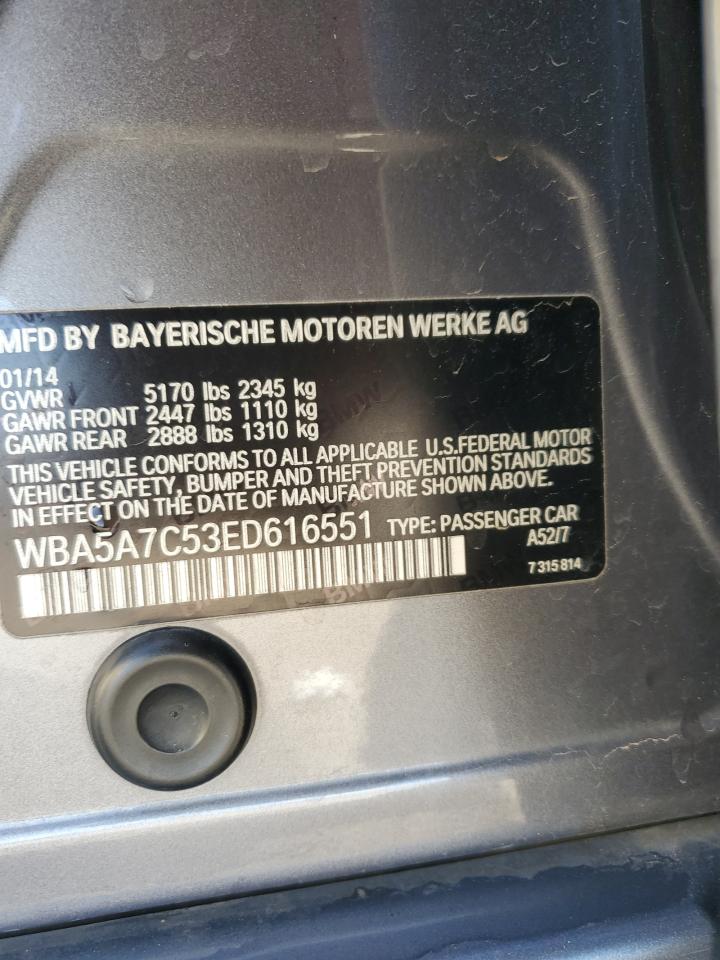 MFD BY BAYERISCHE MOTOREN WERKE AG
01/14
GVWR 5170 lbs 2345 kg
GAWR FRONT 2447 lbs 1110 kg
GAWR REAR 2888 lbs 1310 kg
THIS VEHICLE CONFORMS TO ALL APPLICABLE U.S.FEDERAL MOTOR
VEHICLE SAFETY, BUMPER AND THEFT PREVENTION STANDARDS
IN EFFECT ON THE DATE OF MANUFACTURE SHOWN ABOVE.
WBA5A7C53ED616551 TYPE: PASSENGER CAR
A52/7
7 315 814
BMW
BMW